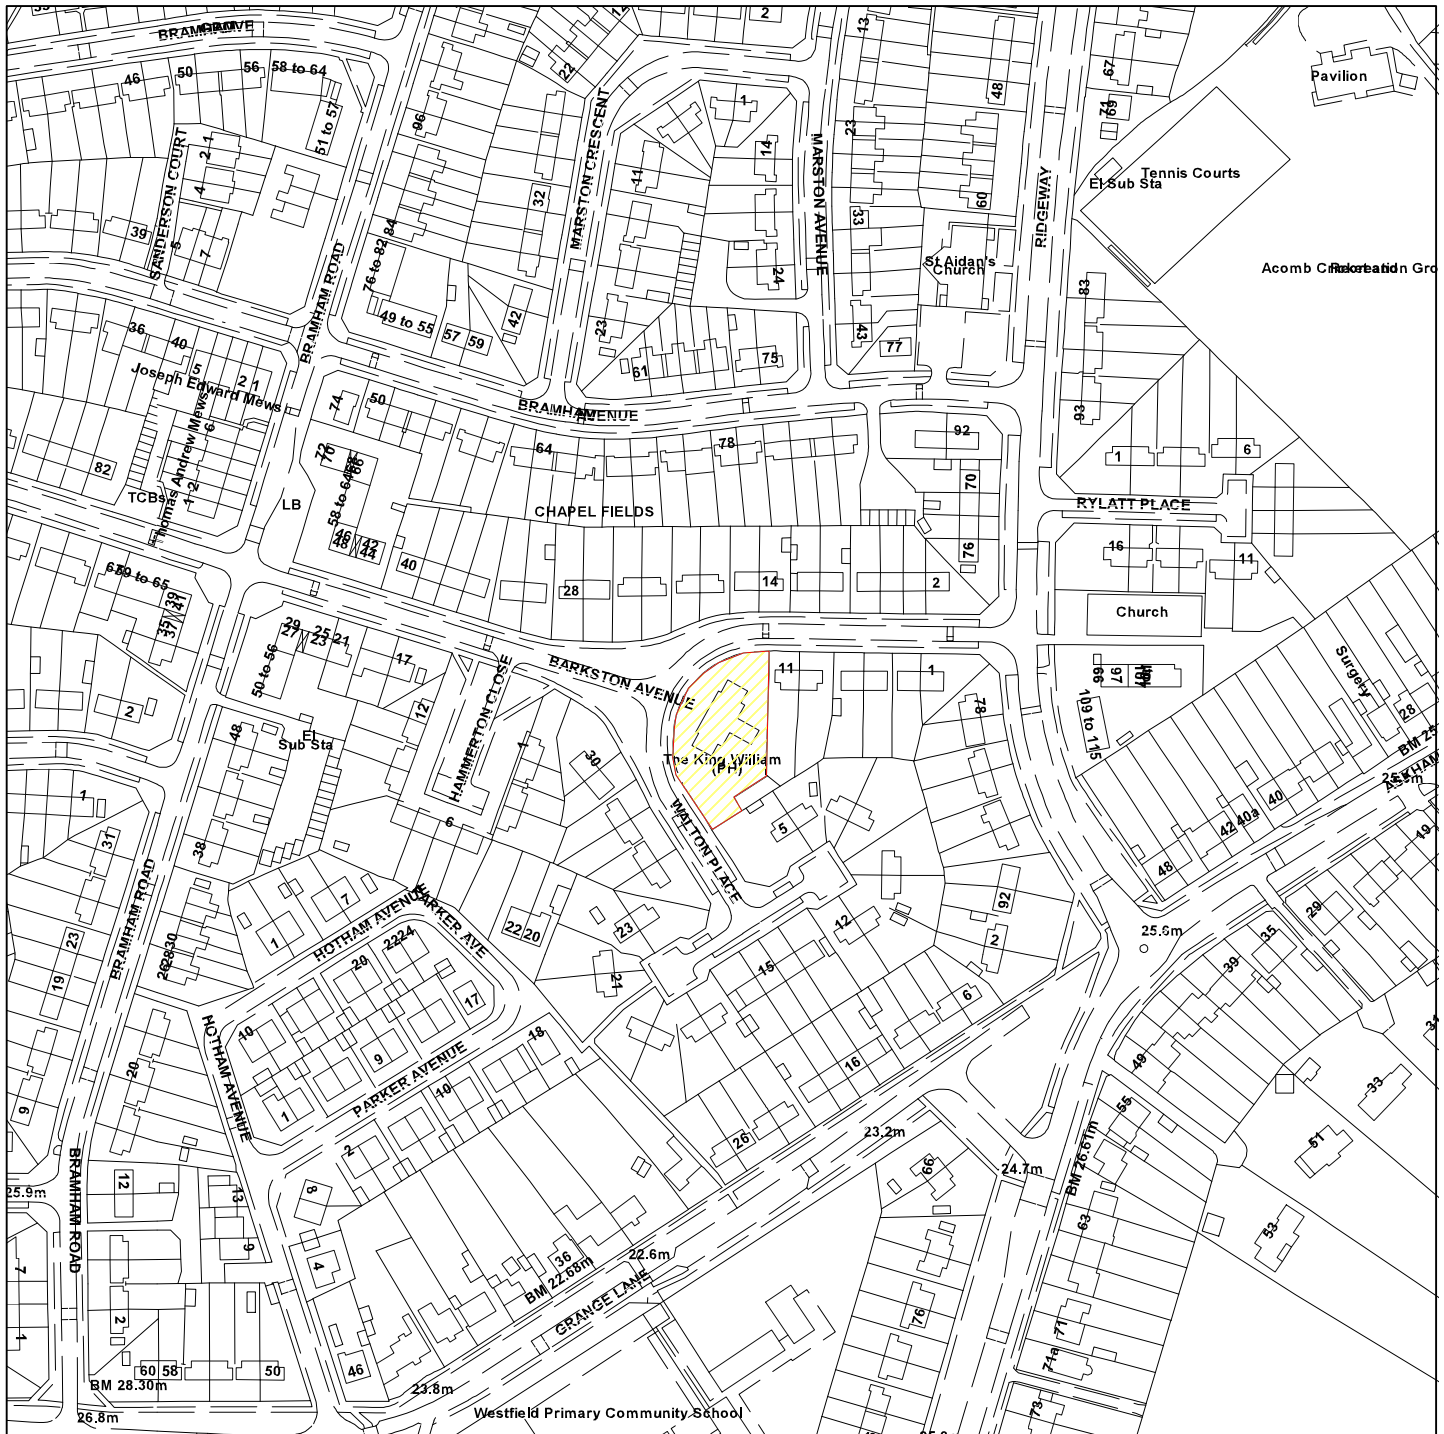 BRAMHAM
46
50
56
58 to 64
51 to 57
96
22
32
MARSTON CRESCENT
1
11
14
MARSTON AVENUE
2
13
23
33
48
60
RIDGEWAY
67
71
69
Pavilion
Tennis Courts
El Sub Sta
SANDERSON COURT
2 1
4
5
7
39
BRAMHAM ROAD
84
76 to 82
49 to 55
57
59
42
23
24
43
77
St Aidan's
Church
61
75
83
93
36
40
5
2 1
6
Joseph Edward Mews
Thomas Andrew Mews
1 2
82
TCBs
74
50
BRAMHAM AVENUE
64
78
92
70
76
1
6
RYLATT PLACE
16
11
Church
LB
CHAPEL FIELDS
72
70
58 to 64
46
48
42
44
40
28
14
2
59 to 65
39
41
35
37
29
27
25
23
21
17
50 to 56
BARKSTON AVENUE
11
1
78
99
97
109 to 115
Surgery
28
2
48
El
Sub Sta
12
HAMMERTON CLOSE
1
30
The King William
(PH)
WALTON PLACE
5
6
38
1
31
BRAMHAM ROAD
23
19
7
1
HOTHAM AVENUE
PARKER AVE
22
20
23
21
12
15
92
2
6
16
26
40
42
40a
48
25.6m
29
35
39
49
19
BM 25
20
22
24
10
9
17
1
18
10
2
PARKER AVENUE
HOTHAM AVENUE
26
28
30
20
9
BRAMHAM ROAD
25.9m
12
13
9
8
4
7
1
2
60
58
50
BM 28.30m
26.8m
46
36
BM 22.68m
22.6m
GRANGE LANE
23.8m
23.2m
24.7m
66
76
BM 26.61m
55
63
71
71a
73
33
51
53
Westfield Primary Community School